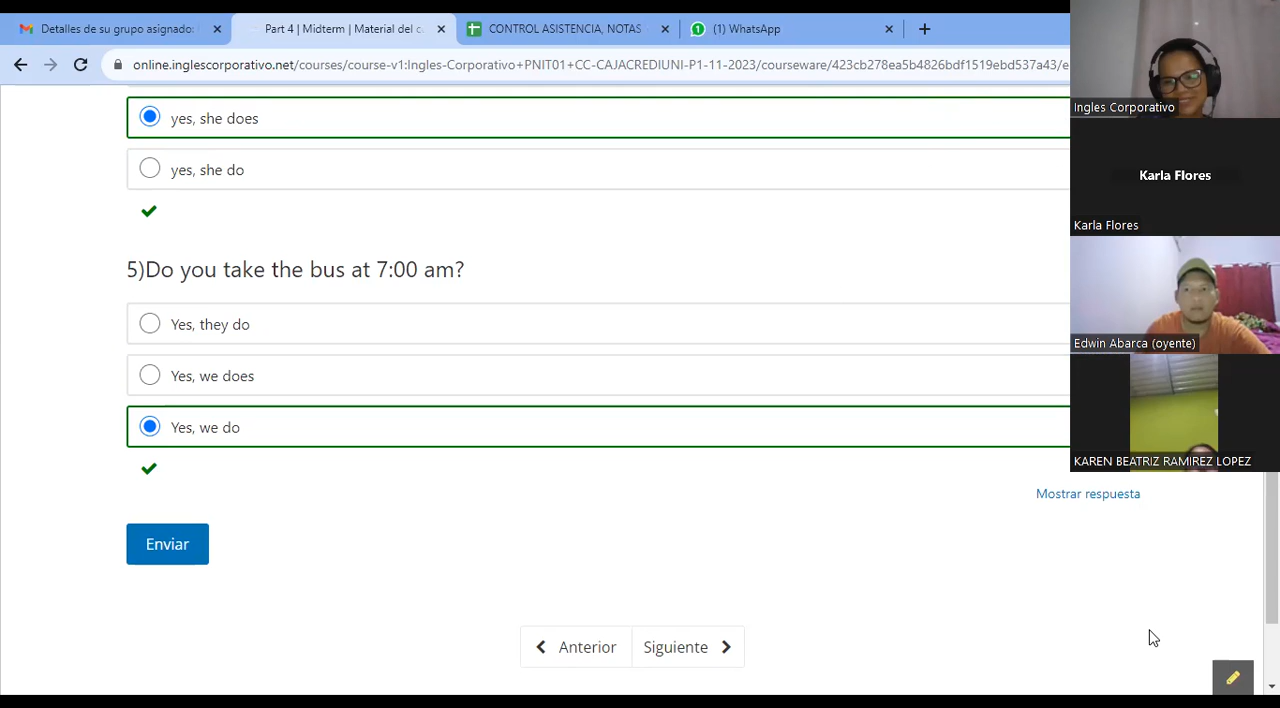 Detalles de su grupo asignado:
Part 4 | Midterm | Material del c
CONTROL ASISTENCIA, NOTAS
1
(1) WhatsApp
online.inglescorporativo.net/courses/course-v1:Ingles-Corporativo+PNIT01+CC-CAJACREDIUNI-P1-11-2023/courseware/423cb278ea5b4826bdf1519ebd537a43/e
Ingles Corporativo
yes, she does
yes, she do
Karla Flores
Karla Flores
5)Do you take the bus at 7:00 am?
Yes, they do
Edwin Abarca (oyente)
Yes, we does
Yes, we do
KAREN BEATRIZ RAMIREZ LOPEZ
Mostrar respuesta
Enviar
Anterior
Siguiente